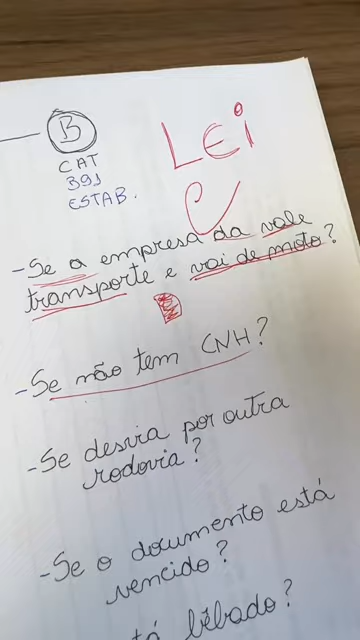 B
CAT
B91
ESTAB.
LEi
- Se a empresa da vale
transporte e vai de moto?
- Se não tem CNH?
- Se desvia por outra
rodovia?
- Se o documento está
vencido?
tá bêbado?